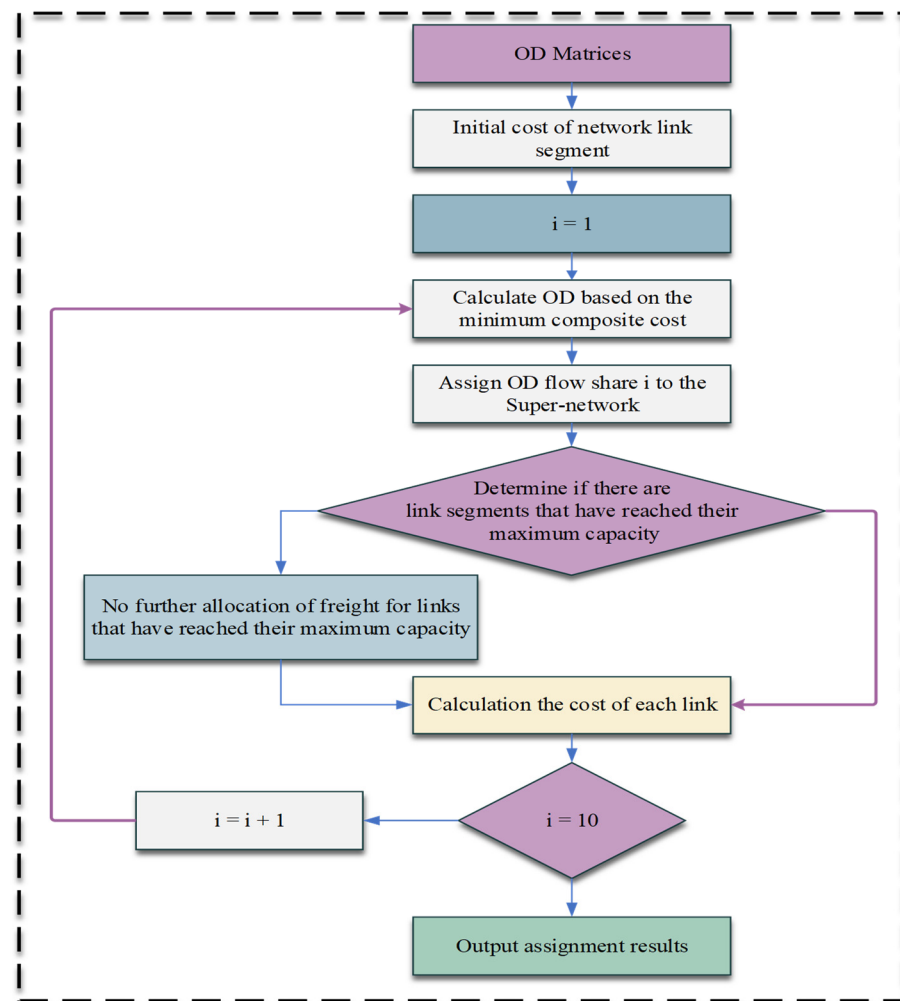 OD Matrices
Initial cost of network link
segment
i = 1
Calculate OD based on the
minimum composite cost
Assign OD flow share i to the
Super-network
Determine if there are
link segments that have reached their
maximum capacity
No further allocation of freight for links
that have reached their maximum capacity
Calculation the cost of each link
i = i + 1
i = 10
Output assignment results